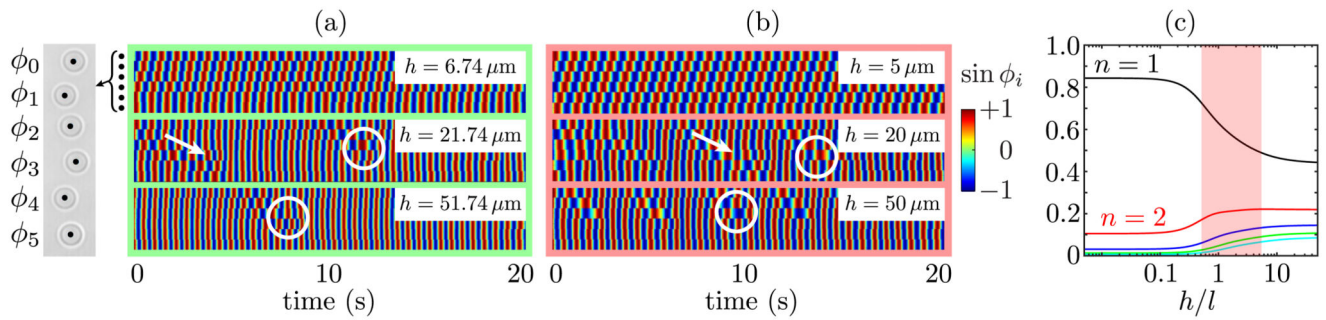 (a)
(b)
(c)
ϕ0
ϕ1
ϕ2
ϕ3
ϕ4
ϕ5
h = 6.74 μm
h = 21.74 μm
h = 51.74 μm
0 10 20
time (s)
h = 5 μm
h = 20 μm
h = 50 μm
0 10 20
time (s)
sin ϕi
+1
0
−1
1.0
0.8
0.6
0.4
0.2
0
n = 1
n = 2
0.1 1 10
h/l